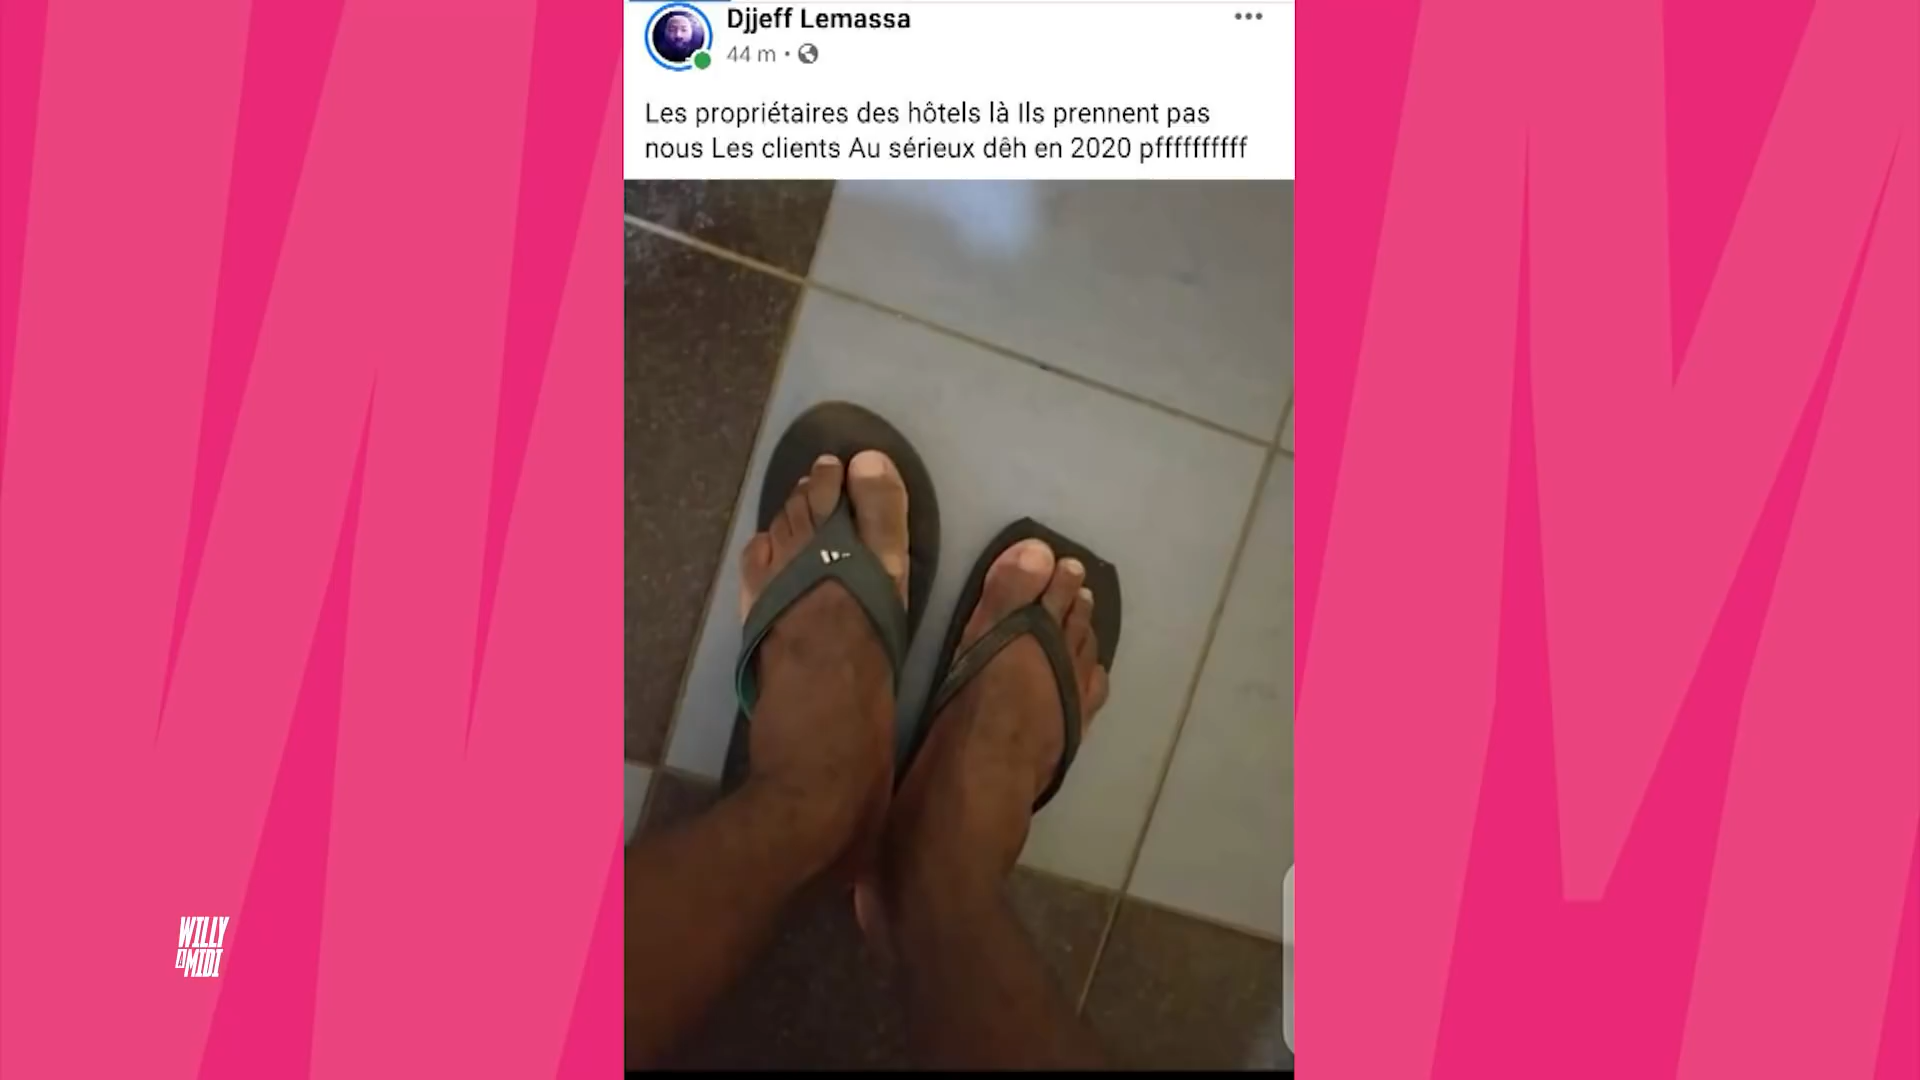 Djjeff Lemassa
44 m
Les propriétaires des hôtels là Ils prennent pas
nous Les clients Au sérieux dêh en 2020 pffffffffff
WILLY
À MIDI